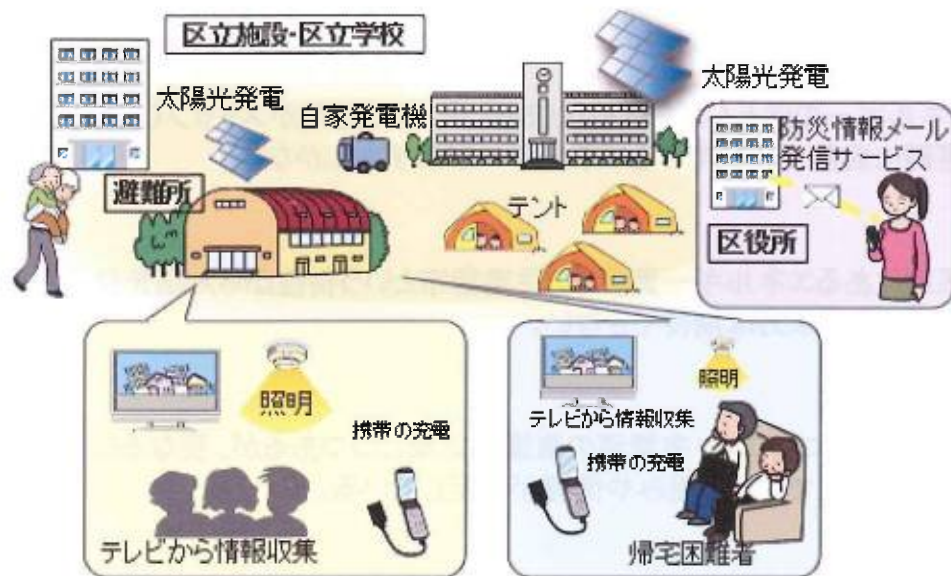 区立施設・区立学校
太陽光発電
自家発電機
太陽光発電
防災情報メール
発信サービス
避難所
テント
区役所
照明
携帯の充電
テレビから情報収集
照明
テレビから情報収集
携帯の充電
帰宅困難者